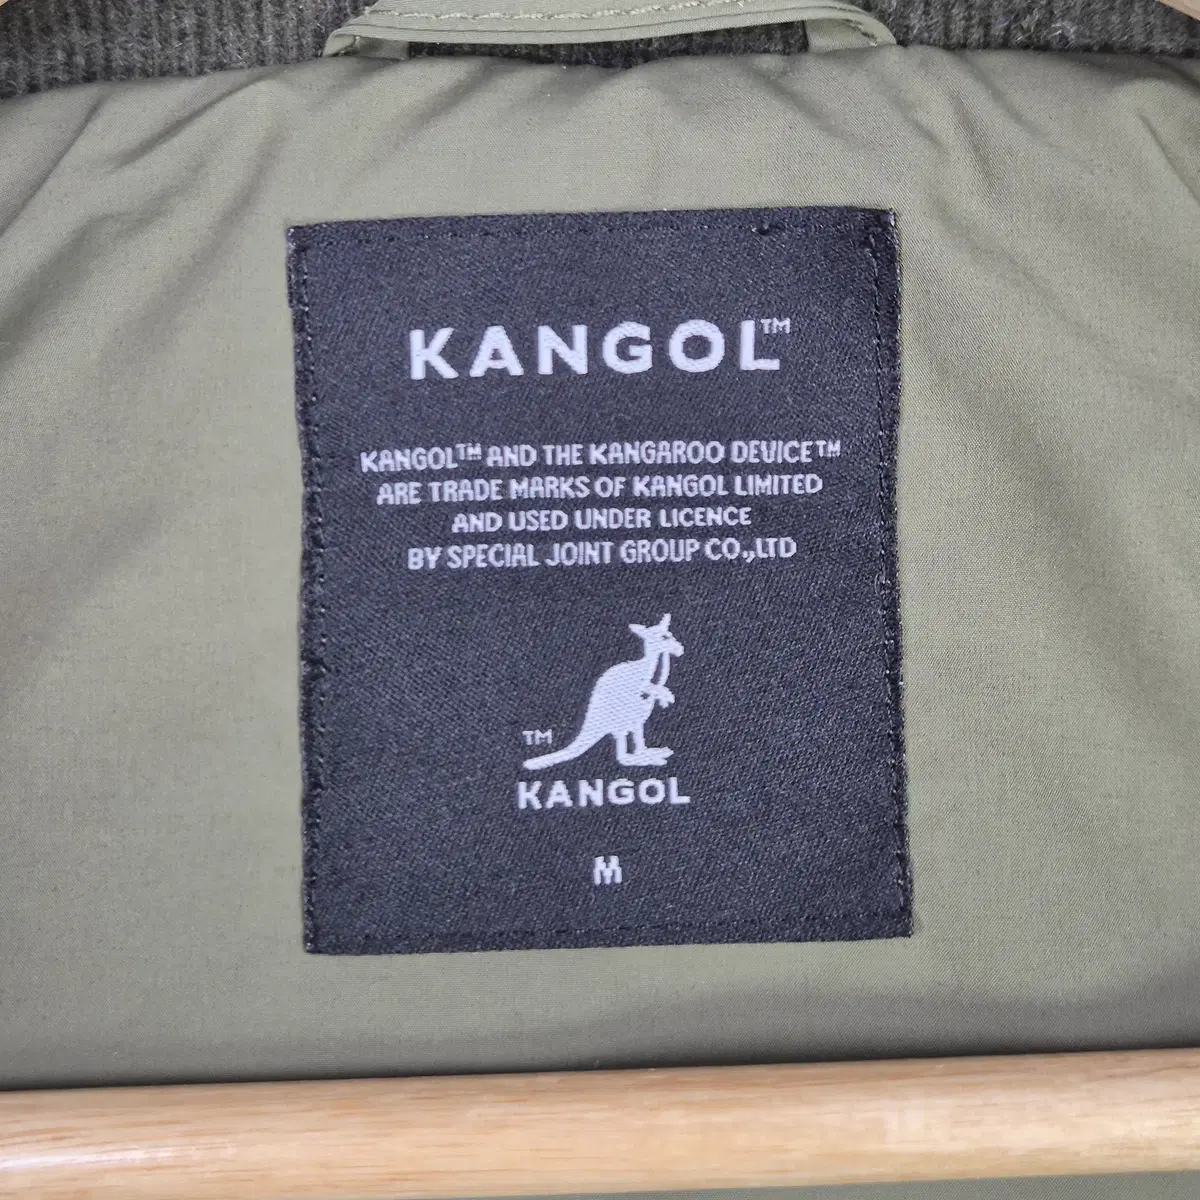 KANGOL™
KANGOL™ AND THE KANGAROO DEVICE™
ARE TRADE MARKS OF KANGOL LIMITED
AND USED UNDER LICENCE
BY SPECIAL JOINT GROUP CO.,LTD
™
KANGOL
M